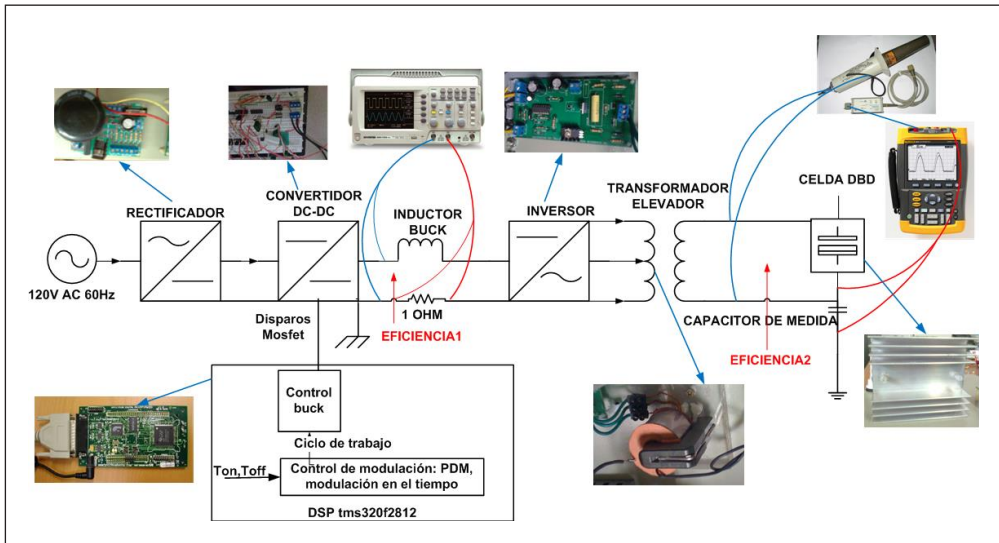 CELDA DBD
TRANSFORMADOR
ELEVADOR
CONVERTIDOR
DC-DC
RECTIFICADOR
INDUCTOR
BUCK
INVERSOR
120V AC 60Hz
1 OHM
Disparos
Mosfet
EFICIENCIA1
CAPACITOR DE MEDIDA
EFICIENCIA2
Control
buck
Ciclo de trabajo
Ton,Toff
Control de modulación: PDM,
modulación en el tiempo
DSP tms320f2812